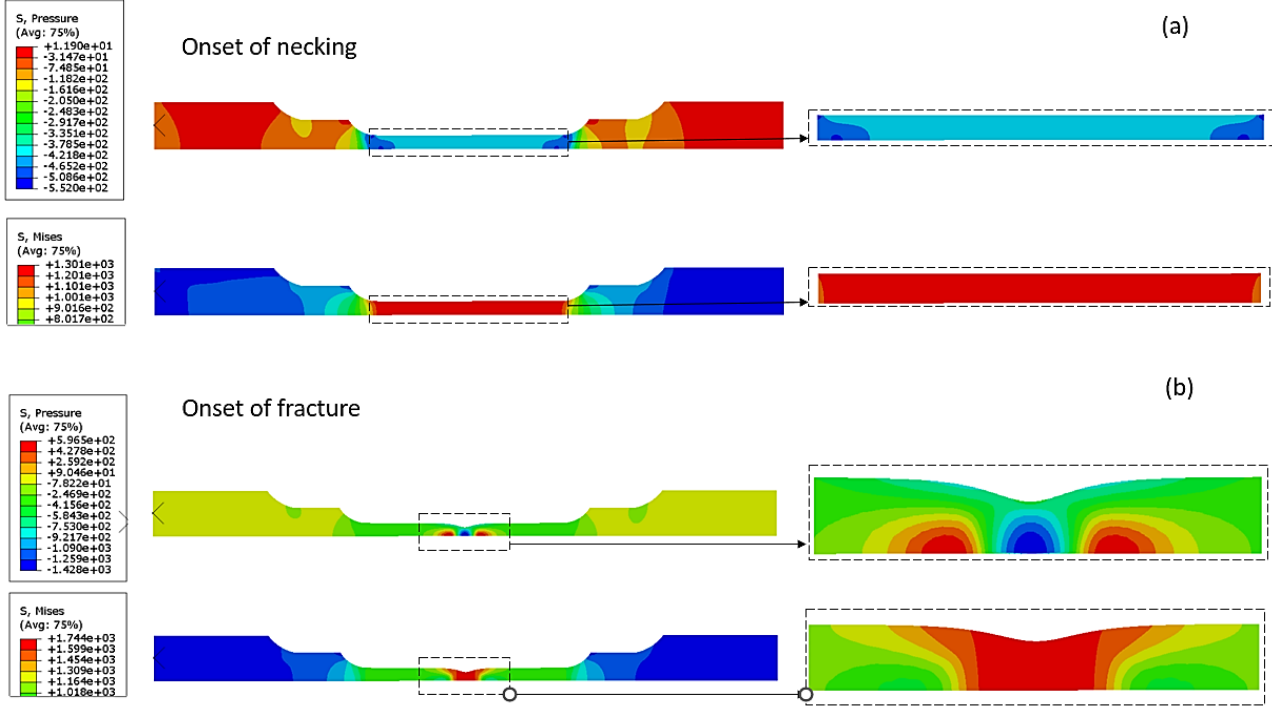 S, Pressure
(Avg: 75%)
+1.190e+01
-3.147e+01
-7.485e+01
-1.182e+02
-1.616e+02
-2.050e+02
-2.483e+02
-2.917e+02
-3.351e+02
-3.785e+02
-4.218e+02
-4.652e+02
-5.086e+02
-5.520e+02
Onset of necking
(a)
S, Mises
(Avg: 75%)
+1.301e+03
+1.201e+03
+1.101e+03
+1.001e+03
+9.016e+02
+8.017e+02
(b)
S, Pressure
(Avg: 75%)
+5.965e+02
+4.278e+02
+2.592e+02
+9.046e+01
-7.822e+01
-2.469e+02
-4.156e+02
-5.843e+02
-7.530e+02
-9.217e+02
-1.090e+03
-1.259e+03
-1.428e+03
Onset of fracture
S, Mises
(Avg: 75%)
+1.744e+03
+1.599e+03
+1.454e+03
+1.309e+03
+1.164e+03
+1.018e+03